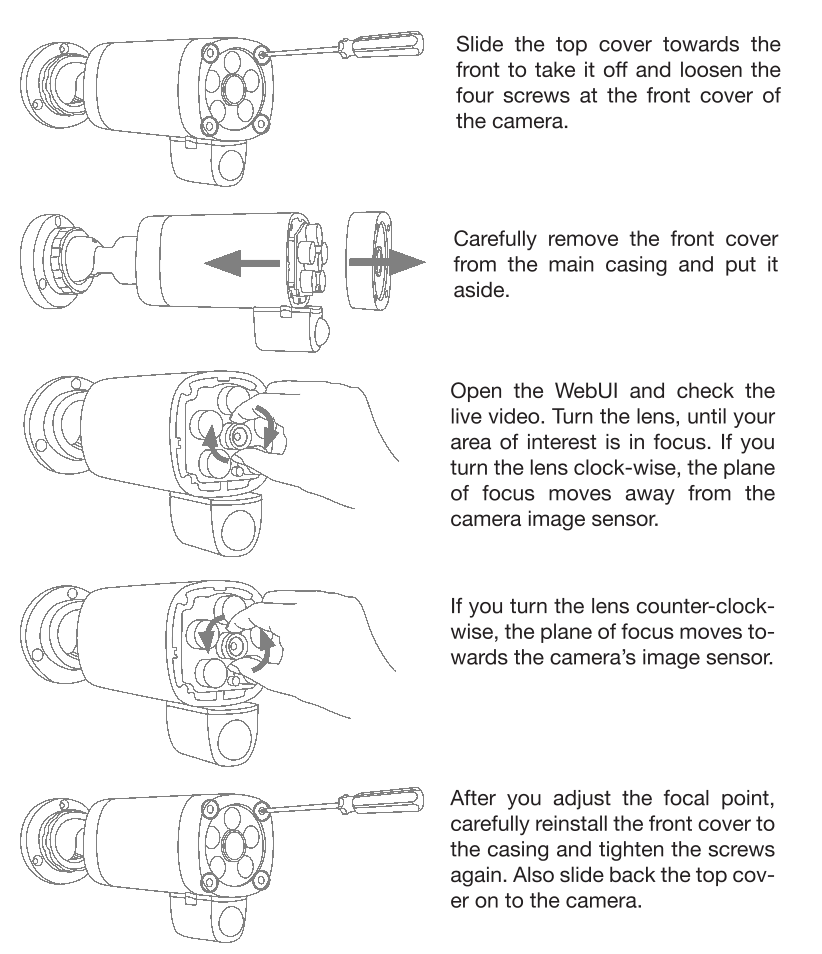 Slide the top cover towards the
front to take it off and loosen the
four screws at the front cover of
the camera.
Carefully remove the front cover
from the main casing and put it
aside.
Open the WebUI and check the
live video. Turn the lens, until your
area of interest is in focus. If you
turn the lens clock-wise, the plane
of focus moves away from the
camera image sensor.
If you turn the lens counter-clock-
wise, the plane of focus moves to-
wards the camera’s image sensor.
After you adjust the focal point,
carefully reinstall the front cover to
the casing and tighten the screws
again. Also slide back the top cov-
er on to the camera.